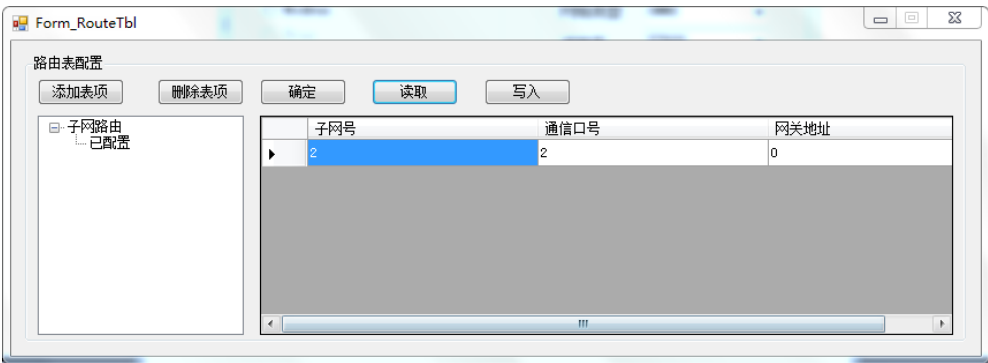 Form_RouteTbl
路由表配置
添加表项 删除表项 确定 读取 写入
子网路由
已配置
子网号 通信口号 网关地址
2 2 0